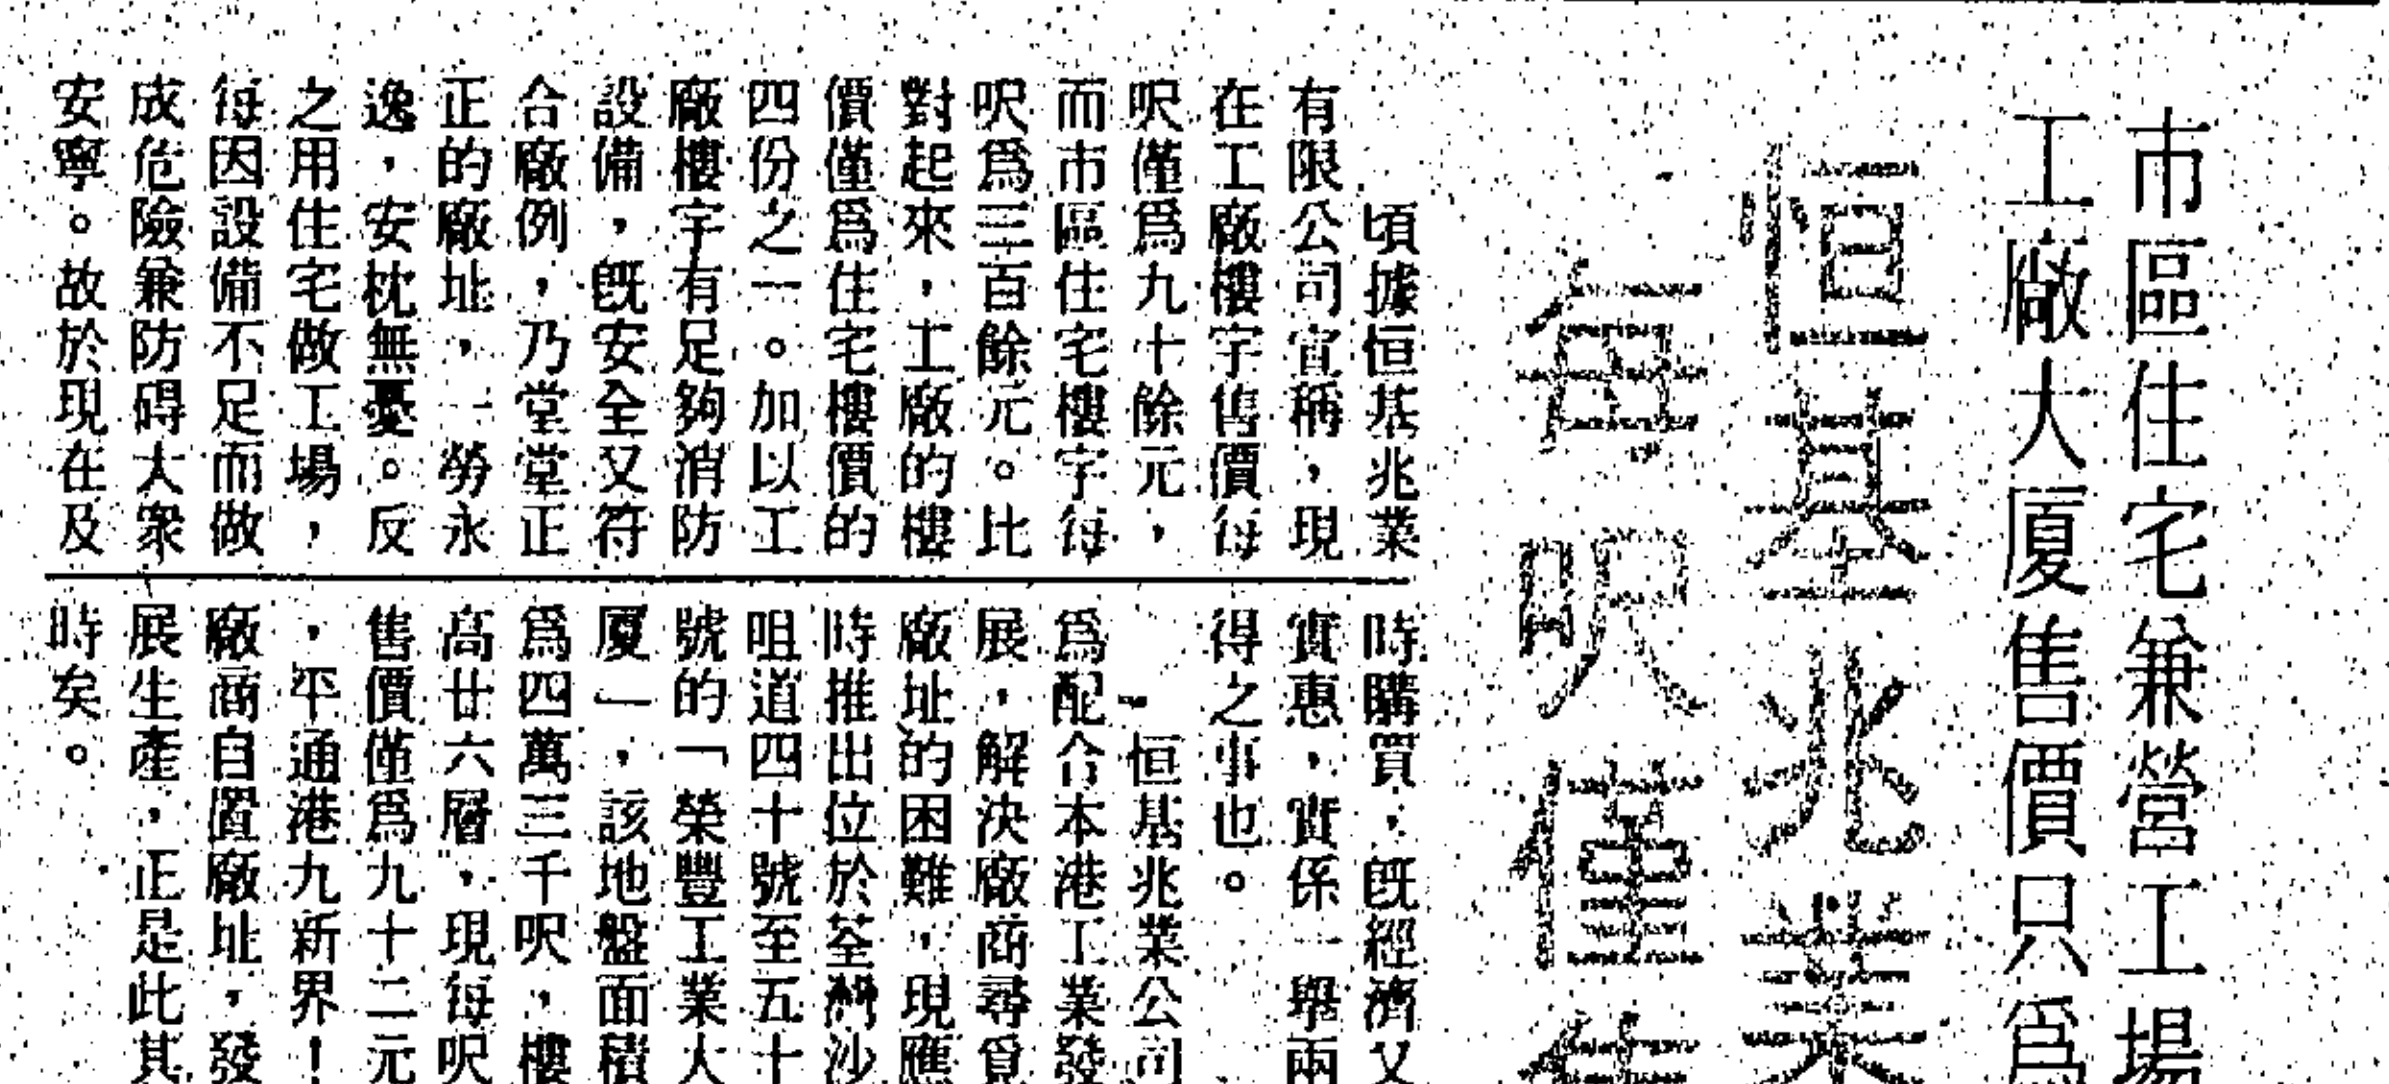 市區住宅兼營工場
工廠大廈售價只爲
恒基兆業
每呎僅
頃據恒基兆業
有限公司宣稱，現
在工廠樓宇售價每
呎僅爲九十餘元，
而市區住宅樓宇每
呎爲三百餘元。比
對起來，工廠的樓
價僅爲住宅樓價的
四份之一。加以工
廠樓宇有足夠消防
設備，既安全又符
合廠例，乃堂堂正
正的廠址，一勞永
逸，安枕無憂。反
之用住宅做工場，
每因設備不足而做
成危險兼防碍大衆
安寧。故於現在及
時購買，既經濟又
實惠，實係一舉兩
得之事也。
恒基兆業公司
爲配合本港工業發
展，解決廠商尋覓
廠址的困難，現應
時推出位於荃灣沙
咀道四十號至五十
號的「榮豐工業大
厦」，該地盤面積
爲四萬三千呎，樓
高廿六層，現每呎
售價僅爲九十二元
，平通港九新界！
廠商自置廠址，發
展生產，正是此其
時矣。